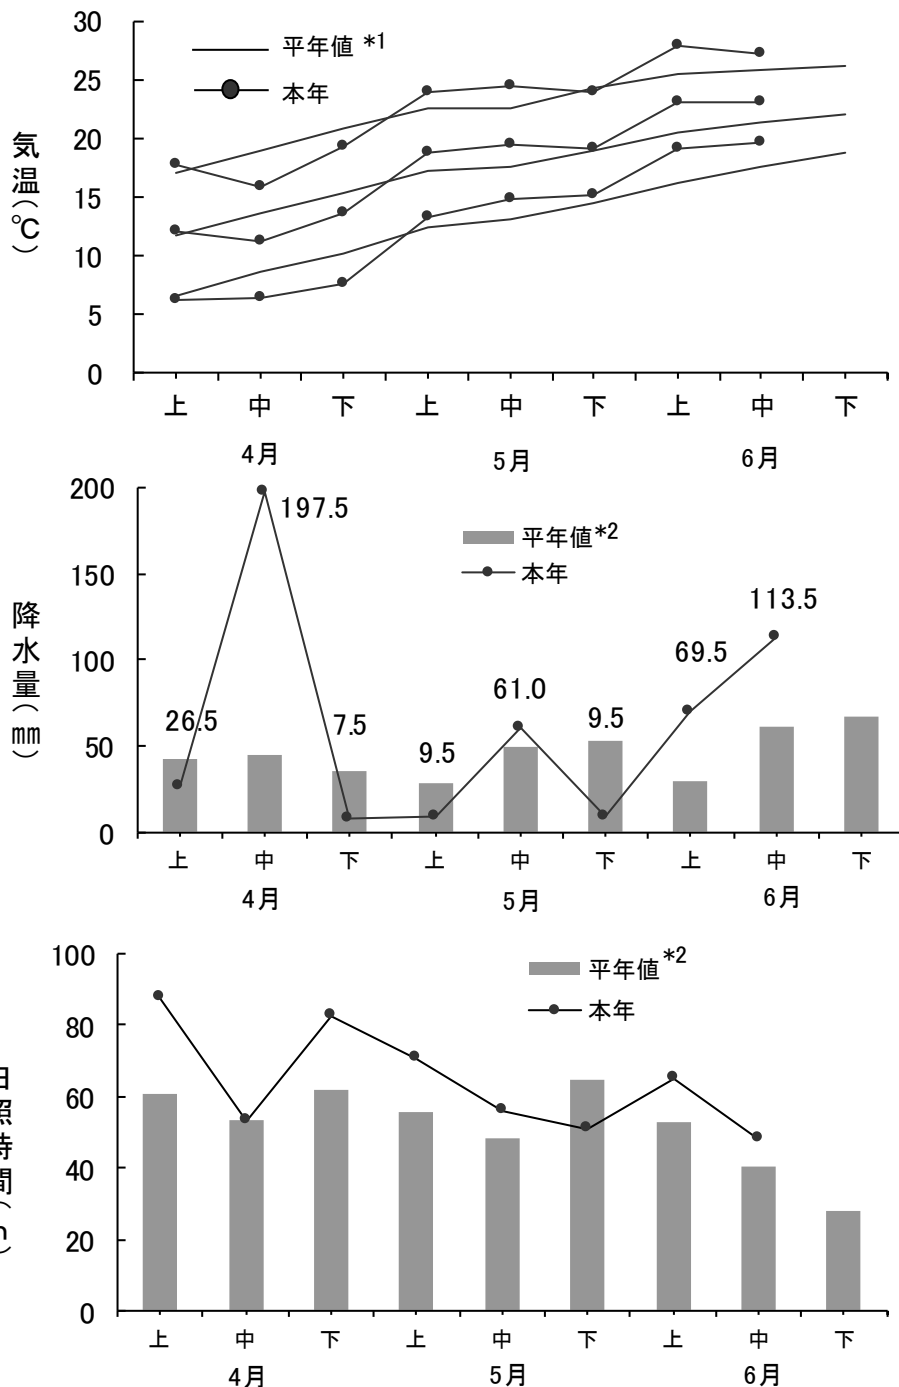 気温(℃)
30
25
20
15
10
5
0
平年値 *1
本年
上 中 下 上 中 下 上 中 下
4月 5月 6月
降水量(㎜)
200
150
100
50
0
平年値*2
本年
26.5 197.5 7.5 9.5 61.0 9.5 69.5 113.5
上 中 下 上 中 下 上 中 下
4月 5月 6月
日照時間(h)
100
80
60
40
20
0
平年値*2
本年
上 中 下 上 中 下 上 中 下
4月 5月 6月